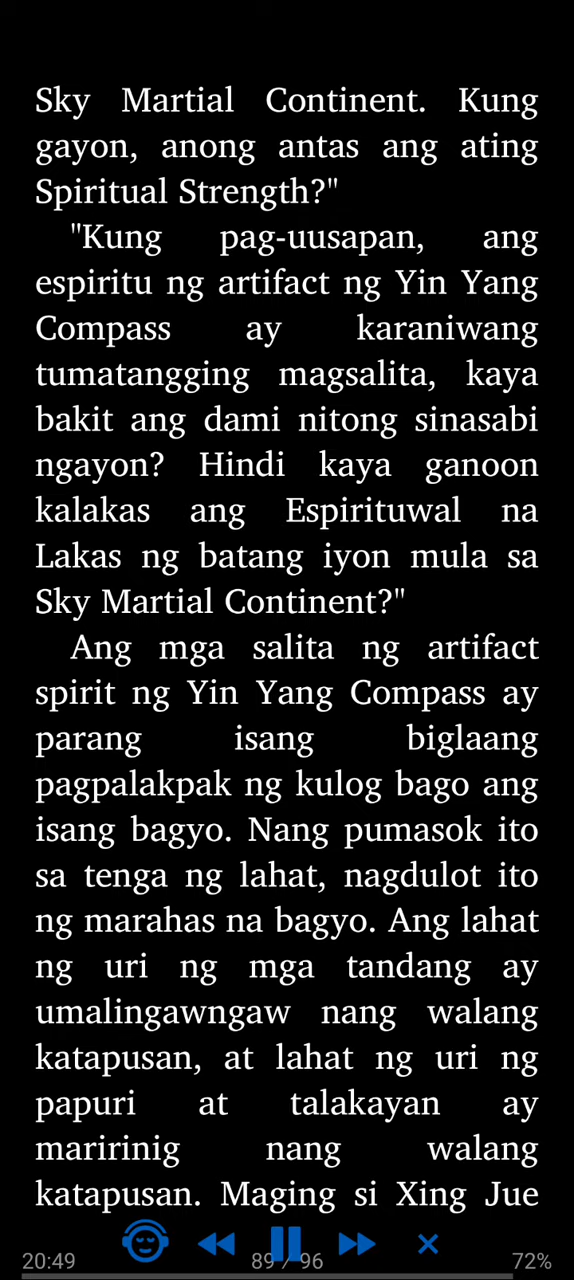 Sky Martial Continent. Kung
gayon, anong antas ang ating
Spiritual Strength?"
"Kung pag-uusapan, ang
espiritu ng artifact ng Yin Yang
Compass ay karaniwang
tumatangging magsalita, kaya
bakit ang dami nitong sinasabi
ngayon? Hindi kaya ganoon
kalakas ang Espirituwal na
Lakas ng batang iyon mula sa
Sky Martial Continent?"
Ang mga salita ng artifact
spirit ng Yin Yang Compass ay
parang isang biglaang
pagpalakpak ng kulog bago ang
isang bagyo. Nang pumasok ito
sa tenga ng lahat, nagdulot ito
ng marahas na bagyo. Ang lahat
ng uri ng mga tandang ay
umalingawngaw nang walang
katapusan, at lahat ng uri ng
papuri at talakayan ay
maririnig nang walang
katapusan. Maging si Xing Jue
20:49 89 / 96 72%